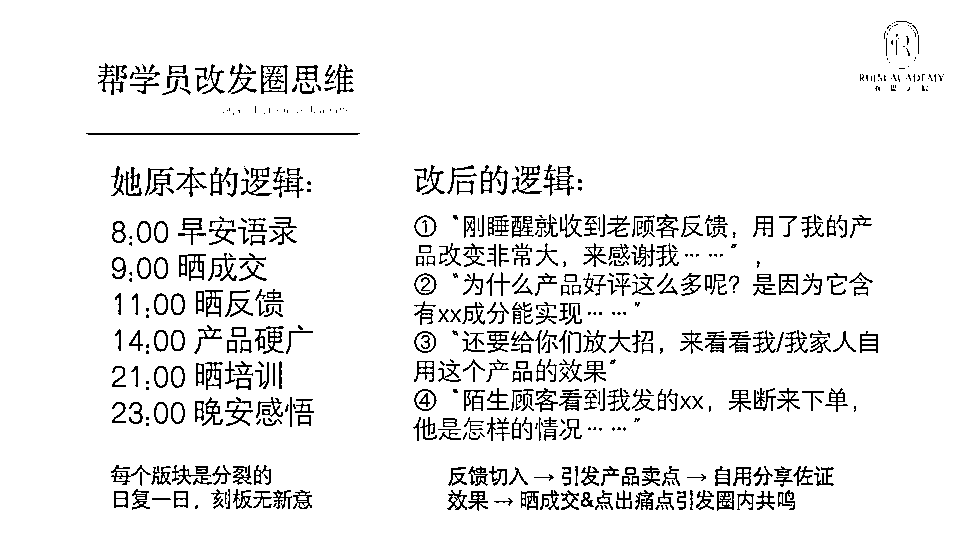 帮学员改发圈思维
她原本的逻辑:
8:00 早安语录
9:00 晒成交
11:00 晒反馈
14:00 产品硬广
21:00 晒培训
23:00 晚安感悟
每个版块是分裂的
日复一日，刻板无新意
改后的逻辑:
① “刚睡醒就收到老顾客反馈，用了我的产
品改变非常大，来感谢我……”，
② “为什么产品好评这么多呢？是因为它含
有xx成分能实现……”
③ “还要给你们放大招，来看看我/我家人自
用这个产品的效果”
④ “陌生顾客看到我发的xx，果断来下单，
他是怎样的情况……”
反馈切入 → 引发产品卖点 → 自用分享佐证
效果 → 晒成交&点出痛点引发圈内共鸣
ACADEMY